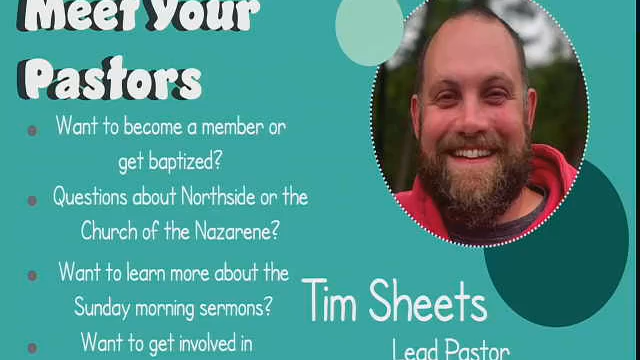 Meet Your
Pastors
Want to become a member or
get baptized?
Questions about Northside or the
Church of the Nazarene?
Want to learn more about the
Sunday morning sermons?
Want to get involved in
Tim Sheets
Lead Pastor